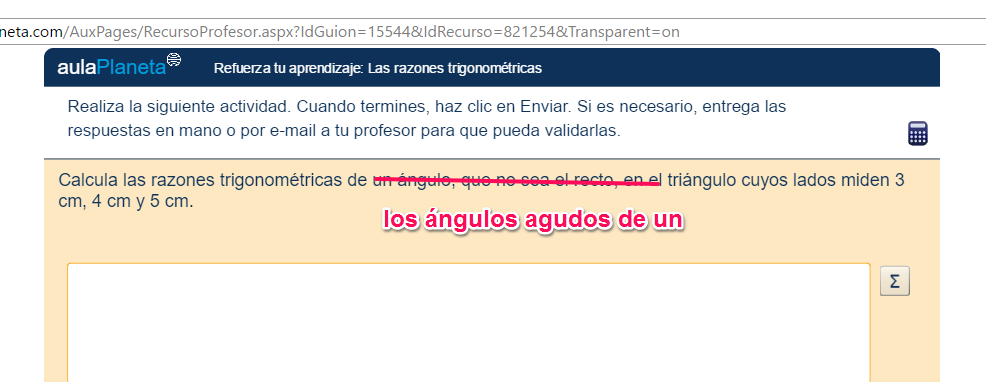 neta.com/AuxPages/RecursoProfesor.aspx?IdGuion=15544&IdRecurso=821254&Transparent=on
aulaPlaneta Refuerza tu aprendizaje: Las razones trigonométricas
Realiza la siguiente actividad. Cuando termines, haz clic en Enviar. Si es necesario, entrega las
respuestas en mano o por e-mail a tu profesor para que pueda validarlas.
Calcula las razones trigonométricas de un ángulo, que no sea el recto, en el triángulo cuyos lados miden 3
cm, 4 cm y 5 cm.
los ángulos agudos de un
Σ